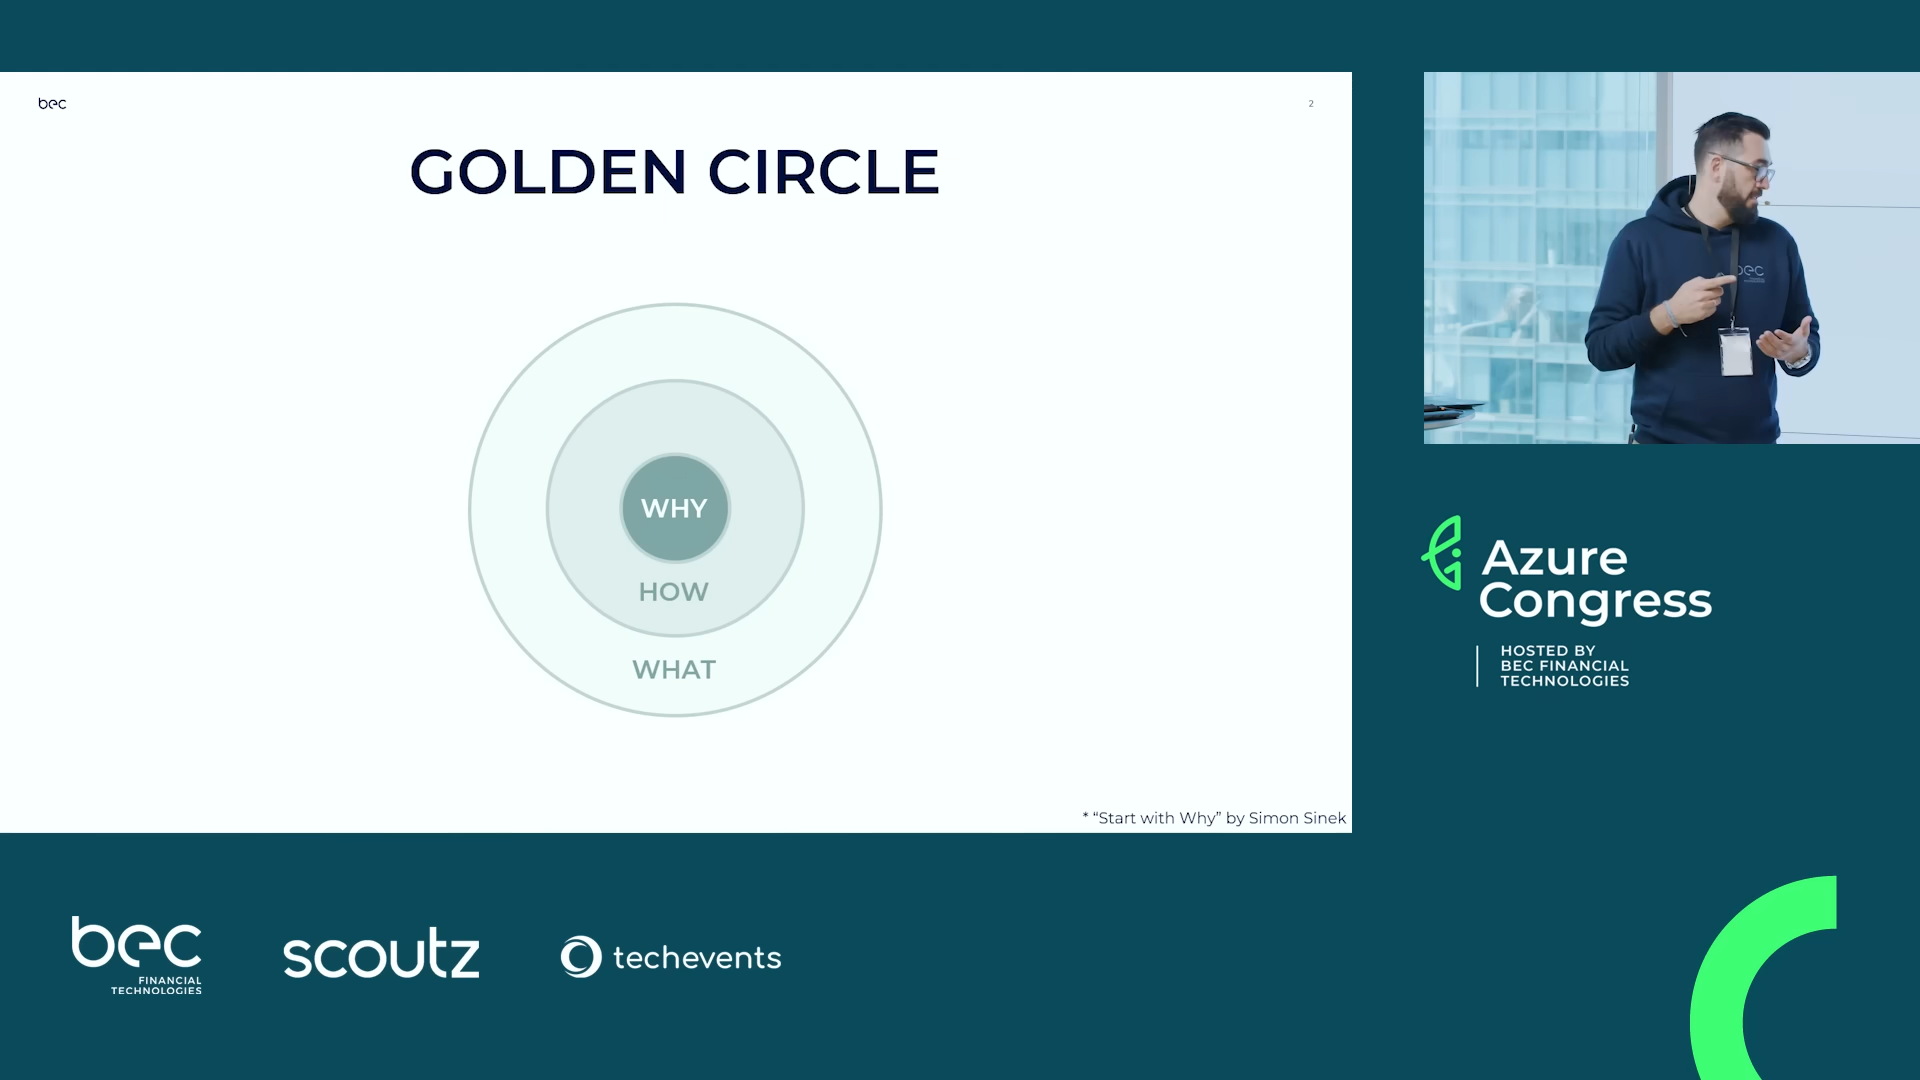 bec
2
GOLDEN CIRCLE
WHY
HOW
WHAT
* “Start with Why” by Simon Sinek
bec
Azure
Congress
HOSTED BY
BEC FINANCIAL
TECHNOLOGIES
bec
FINANCIAL
TECHNOLOGIES
scoutz
techevents